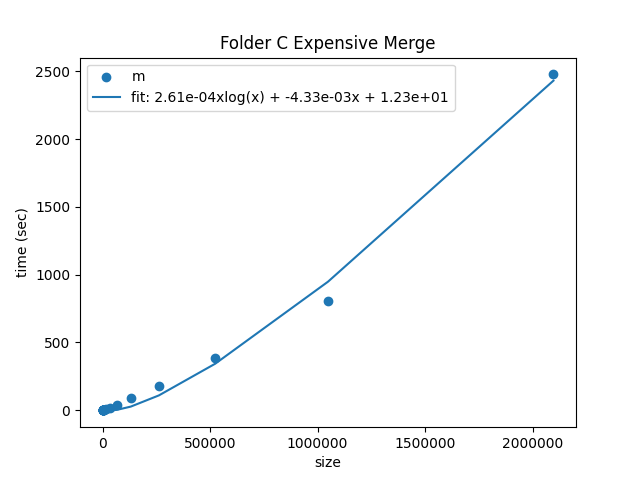 Folder C Expensive Merge
m
fit: 2.61e-04xlog(x) + -4.33e-03x + 1.23e+01
2500
2000
1500
1000
500
0
time (sec)
0 500000 1000000 1500000 2000000
size